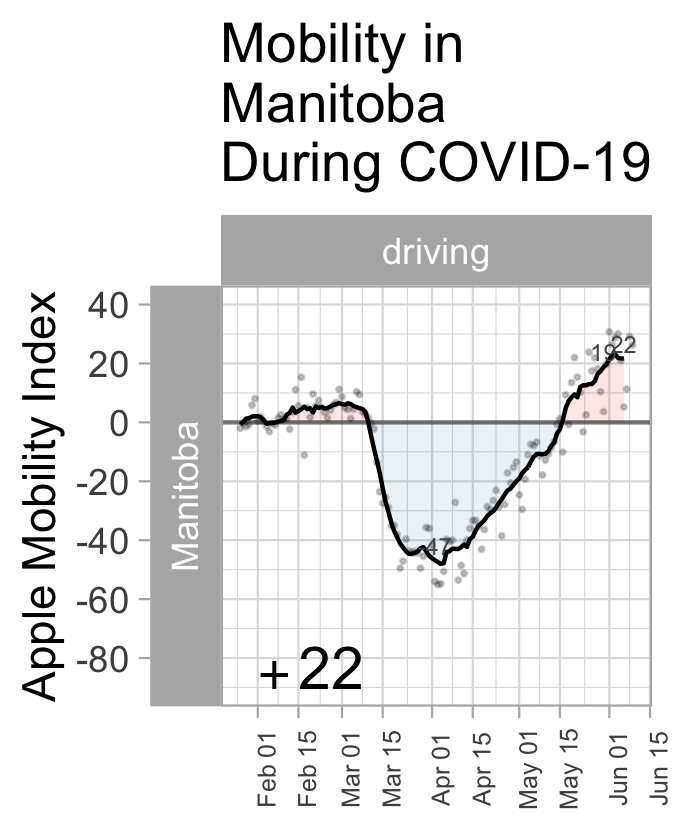 Mobility in
Manitoba
During COVID-19
driving
Apple Mobility Index
Manitoba
40
20
0
-20
-40
-60
-80
19
22
-47
+22
Feb 01
Feb 15
Mar 01
Mar 15
Apr 01
Apr 15
May 01
May 15
Jun 01
Jun 15